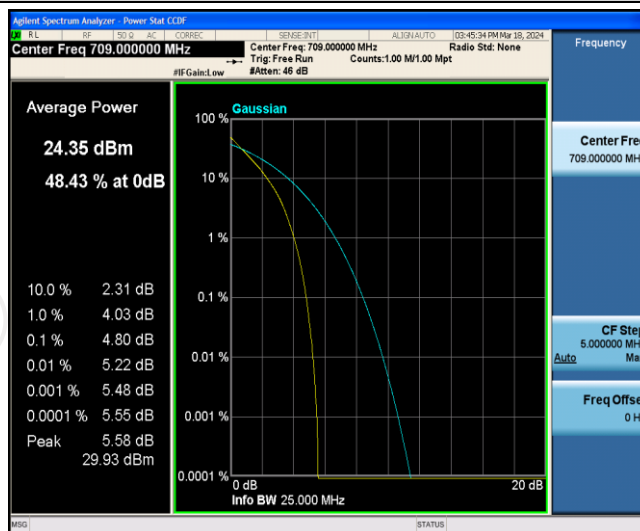 Agilent Spectrum Analyzer - Power Stat CCDF
RL RF 50 Ω AC CORREC SENSE:INT ALIGNAUTO 03:45:34 PM Mar 18, 2024
Center Freq 709.000000 MHz
Center Freq: 709.000000 MHz Radio Std: None
Trig: Free Run Counts:1.00 M/1.00 Mpt
#IFGain:Low #Atten: 46 dB
Frequency
Average Power
24.35 dBm
48.43 % at 0dB
10.0 % 2.31 dB
1.0 % 4.03 dB
0.1 % 4.80 dB
0.01 % 5.22 dB
0.001 % 5.48 dB
0.0001 % 5.55 dB
Peak 5.58 dB
29.93 dBm
Gaussian
100 %
10 %
1 %
0.1 %
0.01 %
0.001 %
0.0001 %
0 dB 20 dB
Info BW 25.000 MHz
Center Fre
709.000000 MH
CF Step
5.000000 MH
Auto Ma
Freq Offse
0 H
MSG STATUS